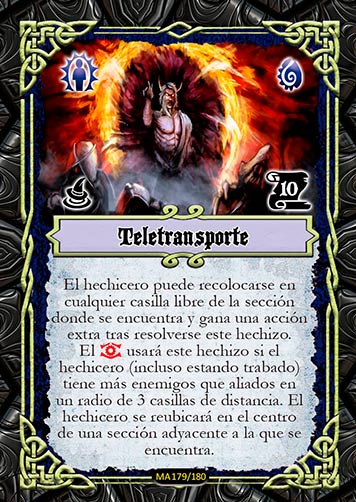 10
Teletransporte
El hechicero puede recolocarse en
cualquier casilla libre de la sección
donde se encuentra y gana una acción
extra tras resolverse este hechizo.
El usará este hechizo si el
hechicero (incluso estando trabado)
tiene más enemigos que aliados en
un radio de 3 casillas de distancia. El
hechicero se reubicará en el centro
de una sección adyacente a la que se
encuentra.
MA179/180